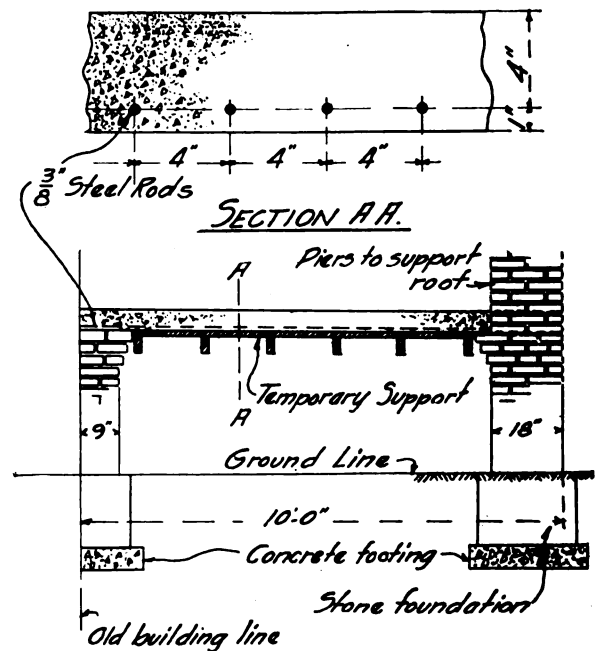 4"
1"
4" 4" 4"
3/8" Steel Rods
SECTION A A.
A
Piers to support
roof
Temporary Support
A
9"
18"
Ground Line
10'-0"
Concrete footing
Stone foundation
Old building line